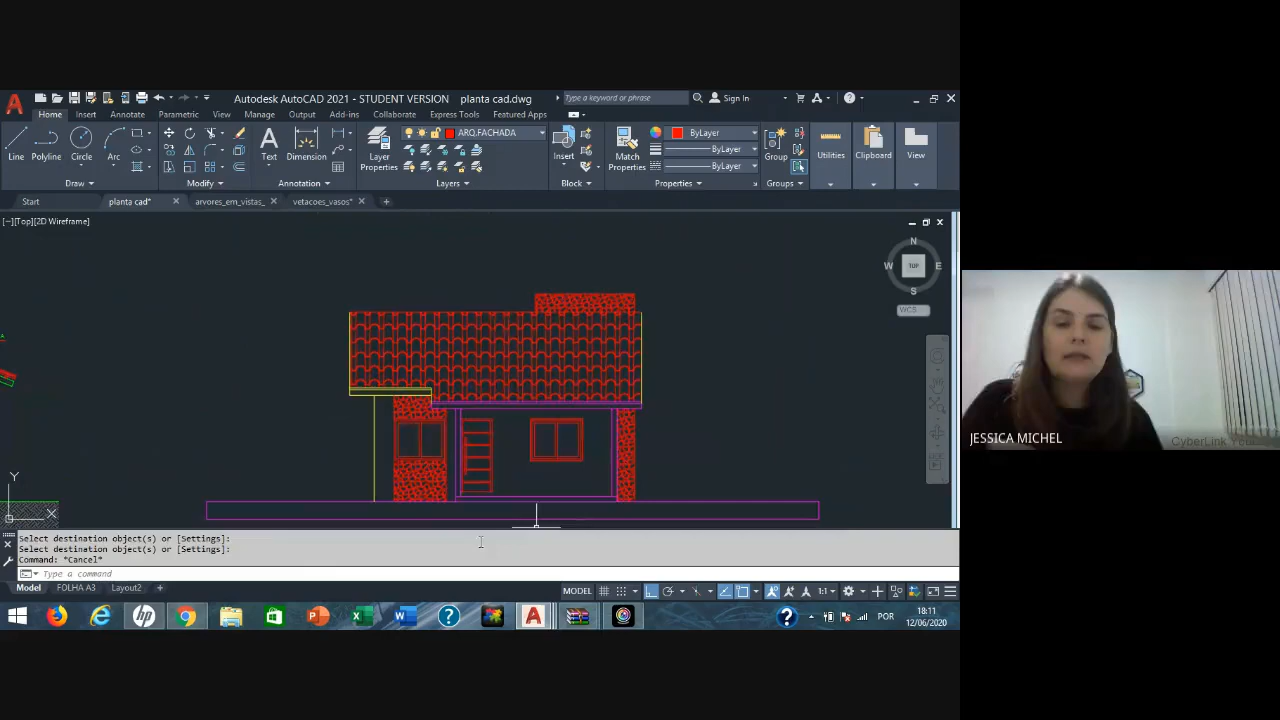 Autodesk AutoCAD 2021 - STUDENT VERSION planta cad.dwg
Type a keyword or phrase
Sign In
Home Insert Annotate Parametric View Manage Output Add-ins Collaborate Express Tools Featured Apps
ARQ.FACHADA
ByLayer
ByLayer
ByLayer
Line Polyline Circle Arc
Text Dimension
Layer Properties
Insert
Match Properties
Group
Utilities Clipboard View
Draw Modify Annotation Layers Block Properties Groups
Start planta cad* arvores_em_vistas_ vetacoes_vasos*
[−][Top][2D Wireframe]
N
W TOP E
S
WCS
JESSICA MICHEL
Y
X
Select destination object(s) or [Settings]:
Select destination object(s) or [Settings]:
Command: *Cancel*
Type a command
Model FOLHA A3 Layout2
MODEL
1:1
POR
18:11
12/06/2020